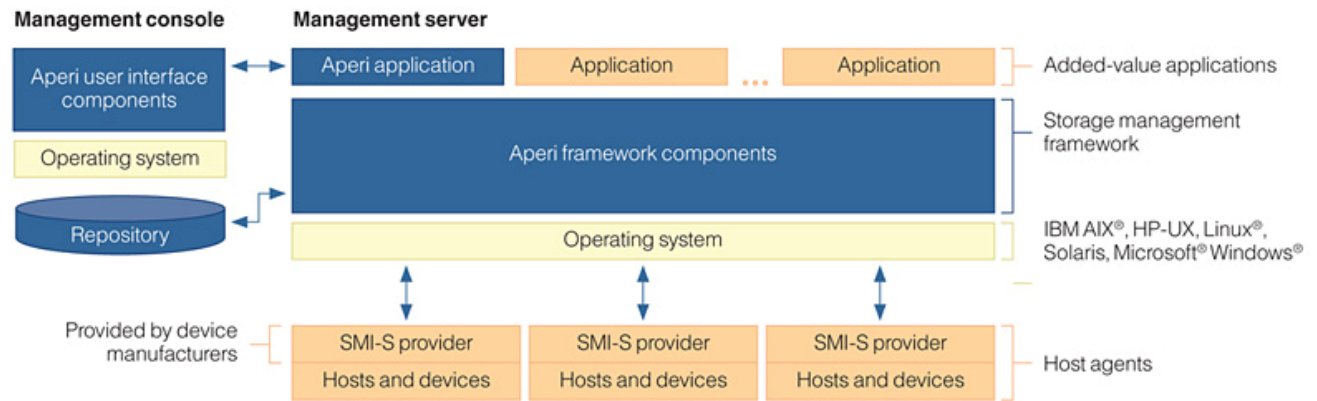 Management console
Management server
Aperi user interface
components
Aperi application
Application
...
Application
Added-value applications
Operating system
Aperi framework components
Storage management
framework
Repository
Operating system
IBM AIX®, HP-UX, Linux®,
Solaris, Microsoft® Windows®
Provided by device
manufacturers
SMI-S provider
SMI-S provider
SMI-S provider
Hosts and devices
Hosts and devices
Hosts and devices
Host agents